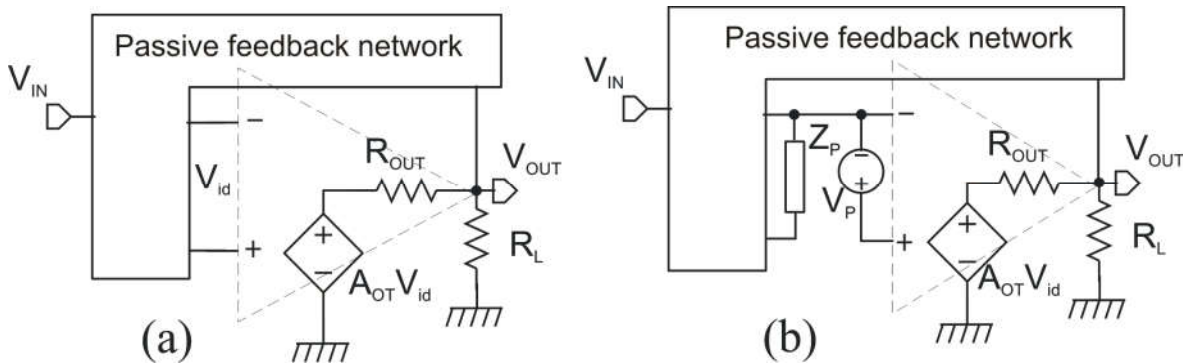 Passive feedback network
V_IN
−
V_id
+
R_OUT
V_OUT
+
−
A_OT V_id
R_L
(a)
Passive feedback network
V_IN
−
Z_P
−
+
V_P
+
R_OUT
V_OUT
+
−
A_OT V_id
R_L
(b)